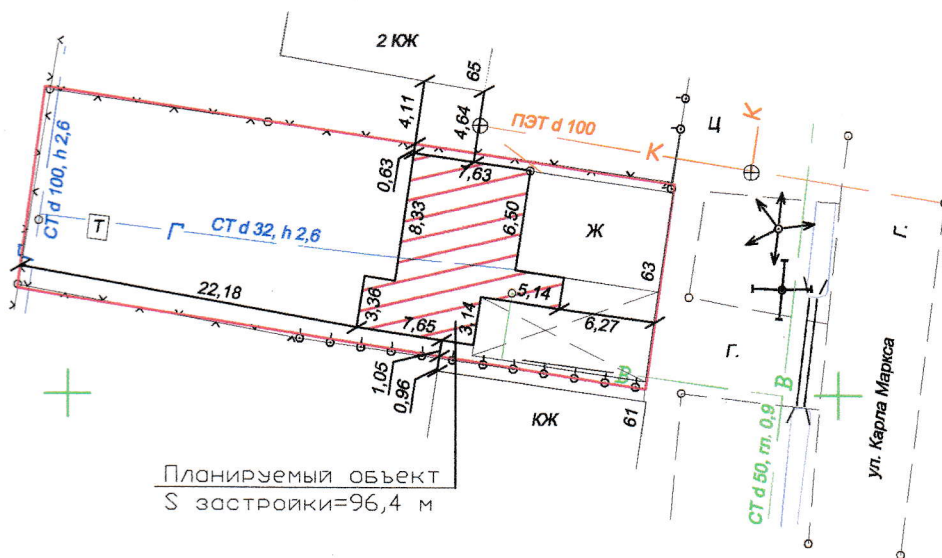 2 КЖ
65
4,11
4,64
ПЭТ d 100
К
К
Ц
0,63
7,63
СТ d 100, h 2,6
Т
Г
СТ d 32, h 2,6
8,33
6,50
Ж
63
Г.
22,18
3,36
5,14
7,65
3,14
6,27
Г.
1,05
0,96
В
В
КЖ
61
СТ d 50, гл. 0,9
ул. Карла Маркса
Планируемый объект
S застройки=96,4 м